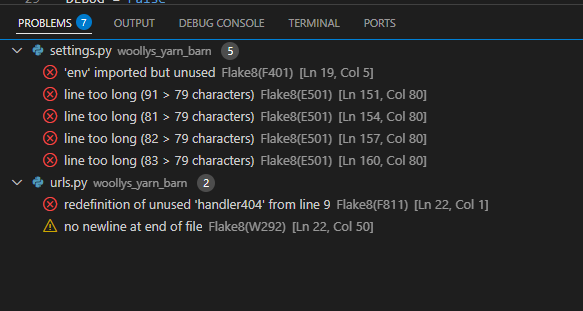 29 DEBUG = False
PROBLEMS 7 OUTPUT DEBUG CONSOLE TERMINAL PORTS
settings.py woollys_yarn_barn 5
'env' imported but unused Flake8(F401) [Ln 19, Col 5]
line too long (91 > 79 characters) Flake8(E501) [Ln 151, Col 80]
line too long (81 > 79 characters) Flake8(E501) [Ln 154, Col 80]
line too long (82 > 79 characters) Flake8(E501) [Ln 157, Col 80]
line too long (83 > 79 characters) Flake8(E501) [Ln 160, Col 80]
urls.py woollys_yarn_barn 2
redefinition of unused 'handler404' from line 9 Flake8(F811) [Ln 22, Col 1]
no newline at end of file Flake8(W292) [Ln 22, Col 50]